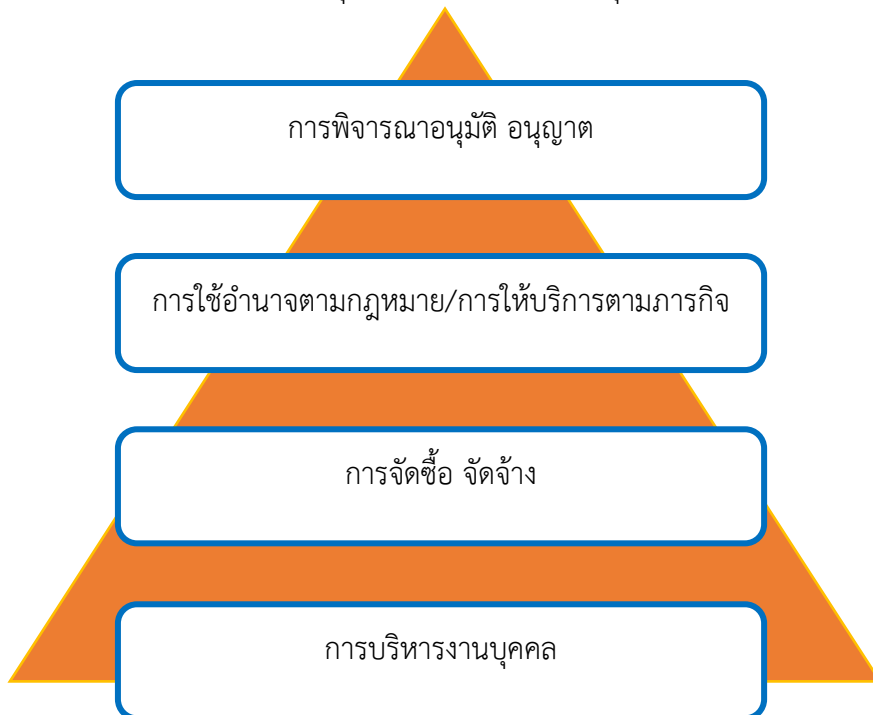 การพิจารณาอนุมัติ อนุญาต
การใช้อำนาจตามกฎหมาย/การให้บริการตามภารกิจ
การจัดซื้อ จัดจ้าง
การบริหารงานบุคคล